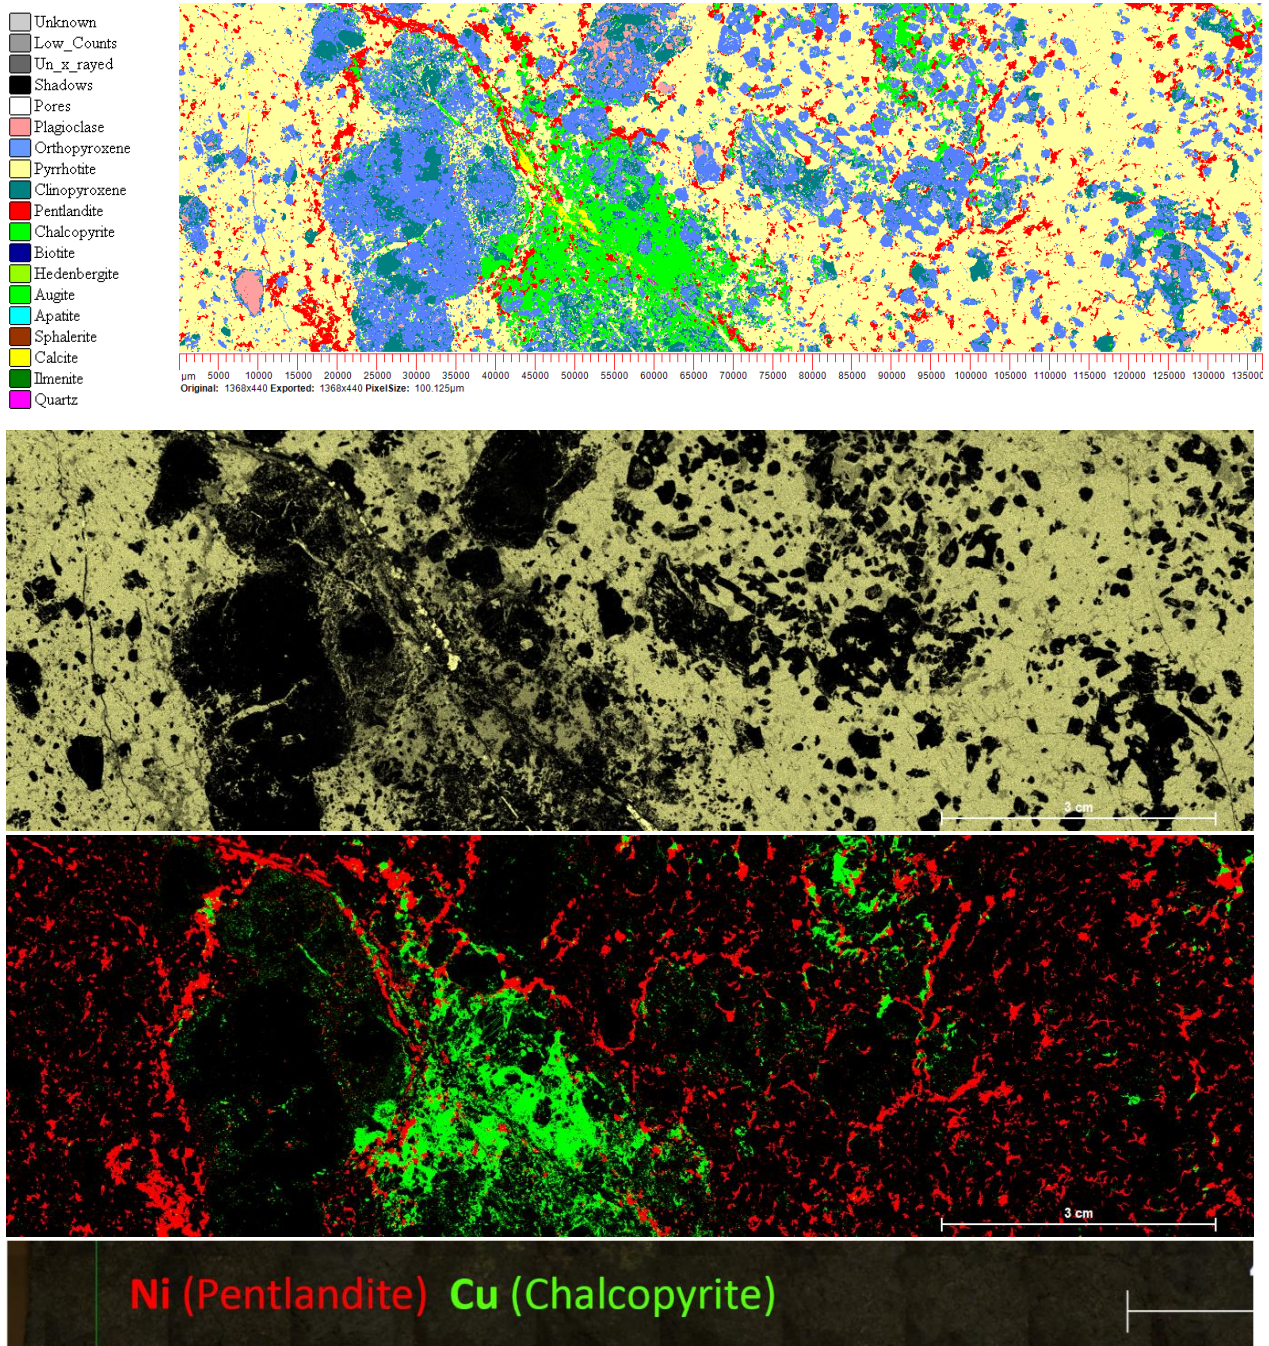 Unknown
Low_Counts
Un_x_rayed
Shadows
Pores
Plagioclase
Orthopyroxene
Pyrrhotite
Clinopyroxene
Pentlandite
Chalcopyrite
Biotite
Hedenbergite
Augite
Apatite
Sphalerite
Calcite
Ilmenite
Quartz
µm 5000 10000 15000 20000 25000 30000 35000 40000 45000 50000 55000 60000 65000 70000 75000 80000 85000 90000 95000 100000 105000 110000 115000 120000 125000 130000 135000
Original: 1368x440 Exported: 1368x440 PixelSize: 100.125µm
3 cm
3 cm
Ni (Pentlandite) Cu (Chalcopyrite)